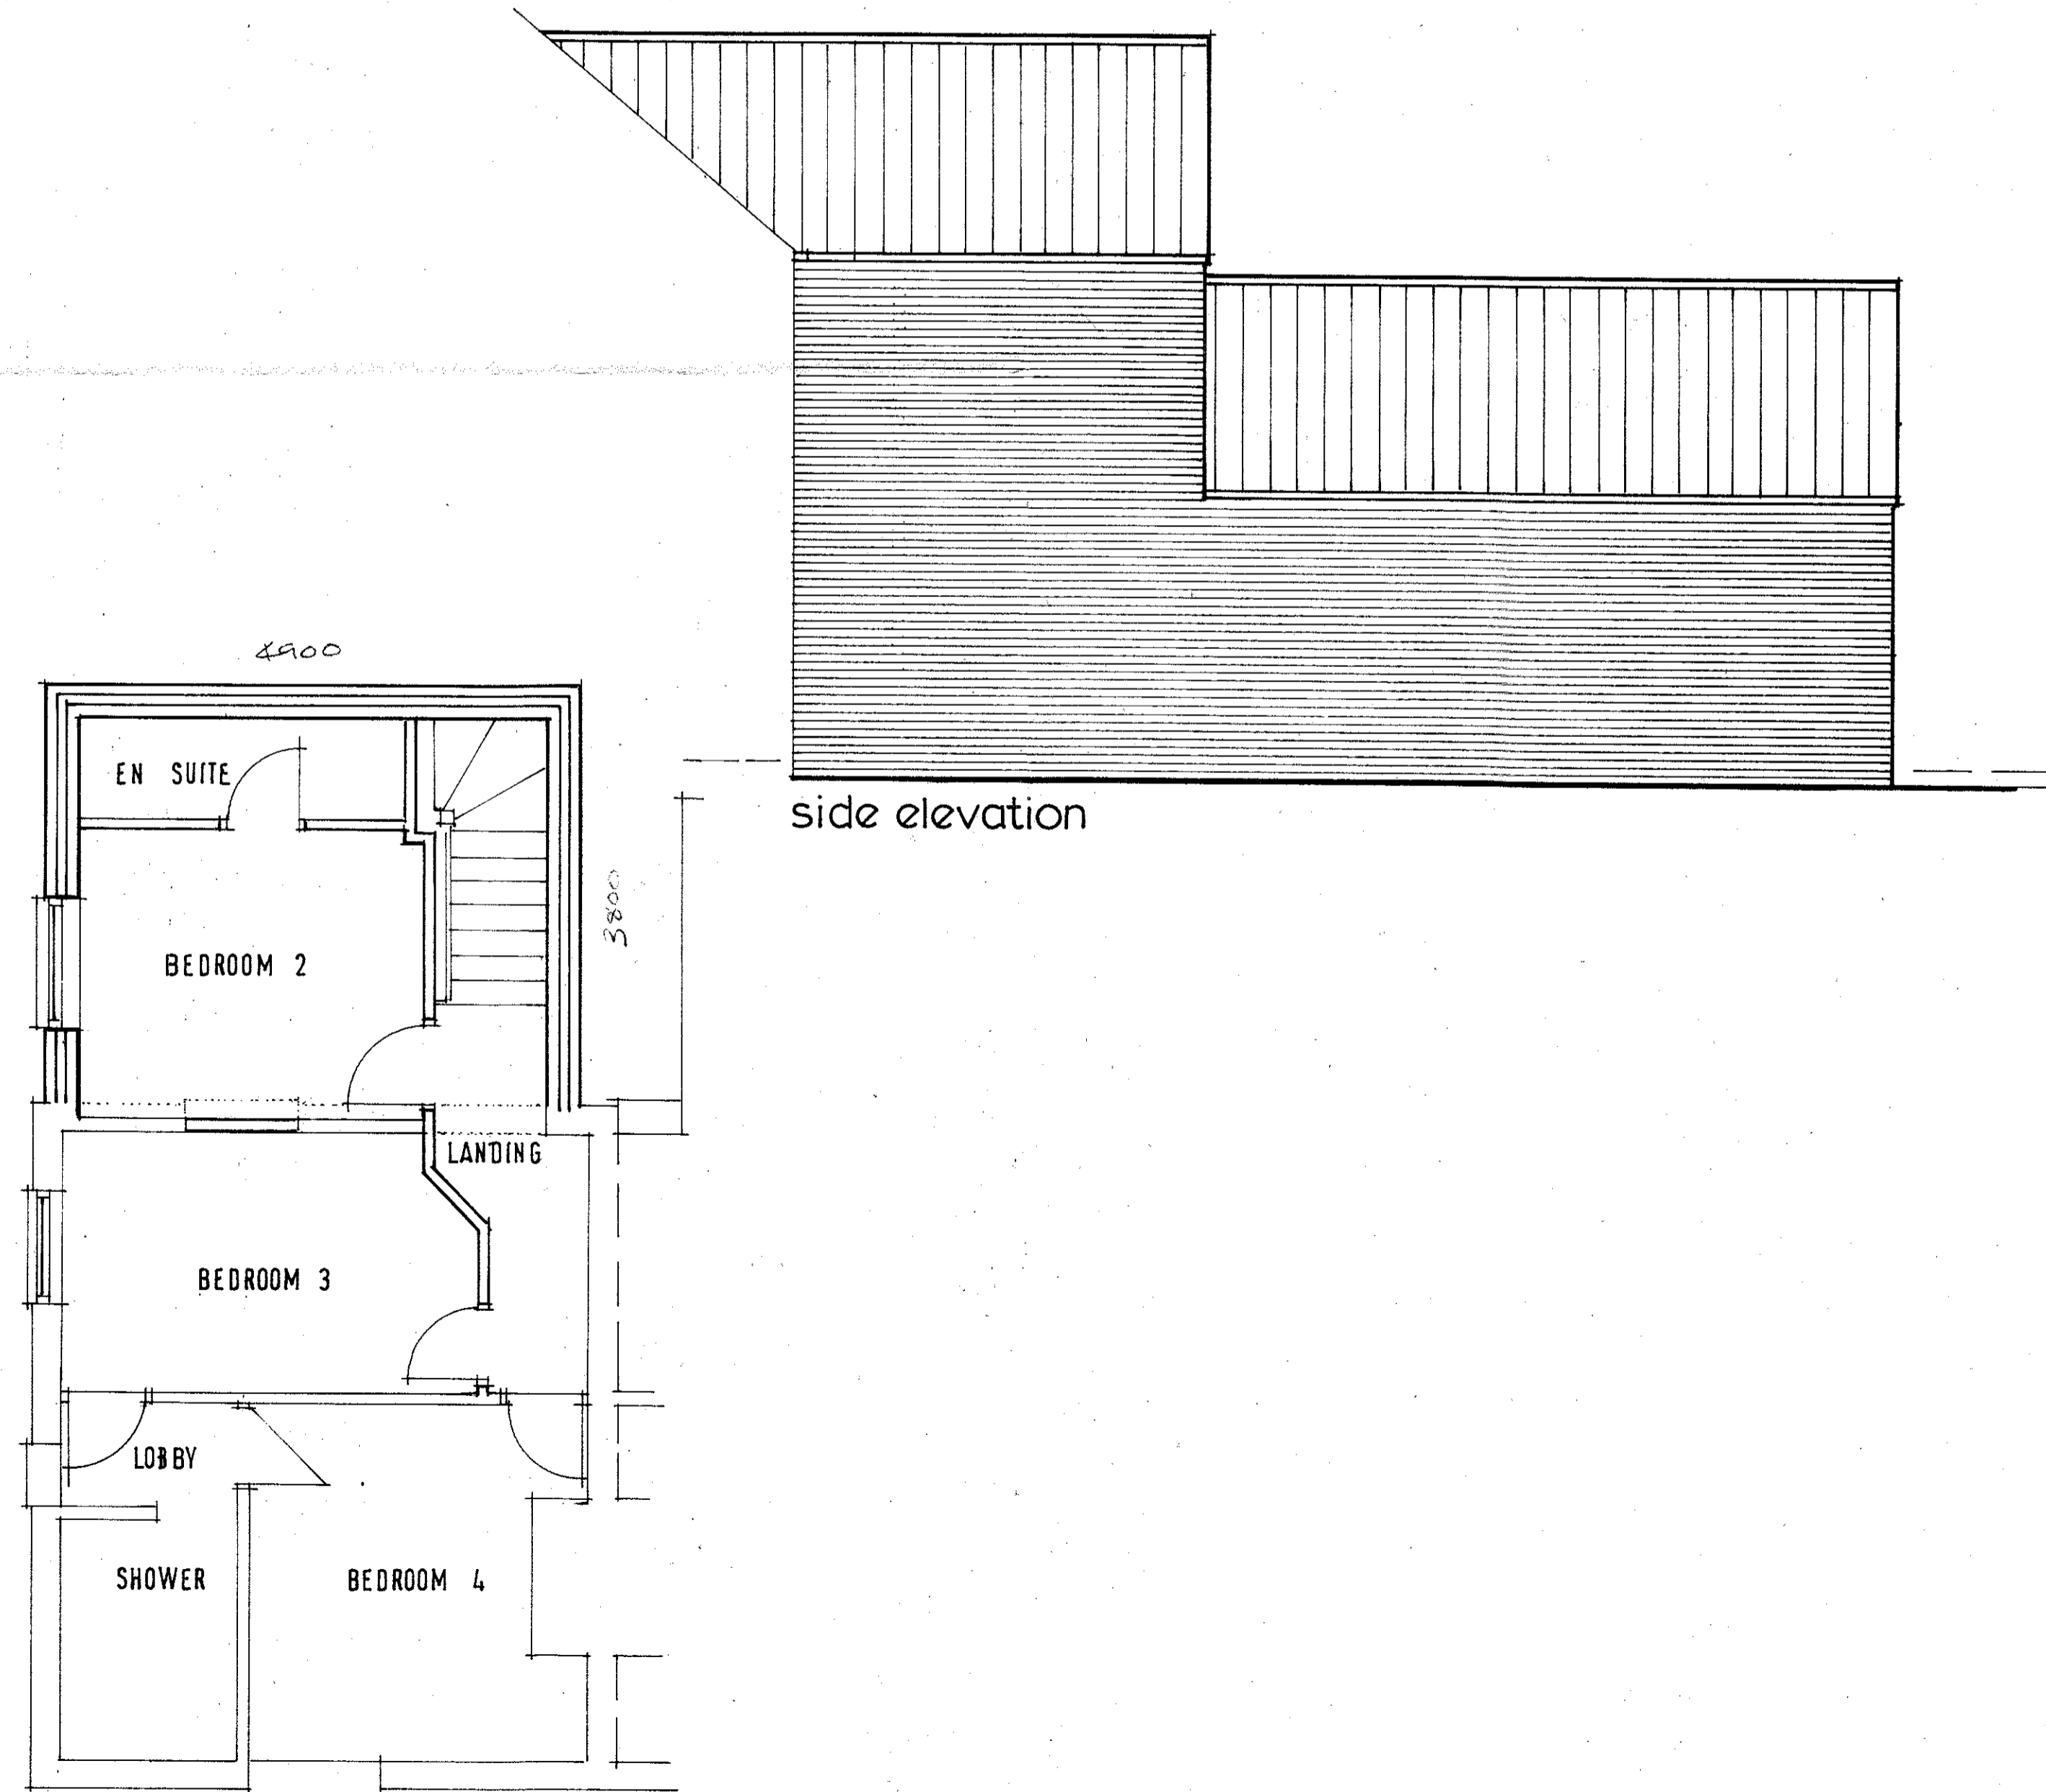 side elevation
4900
EN SUITE
3800
BEDROOM 2
LANDING
BEDROOM 3
LOBBY
SHOWER
BEDROOM 4